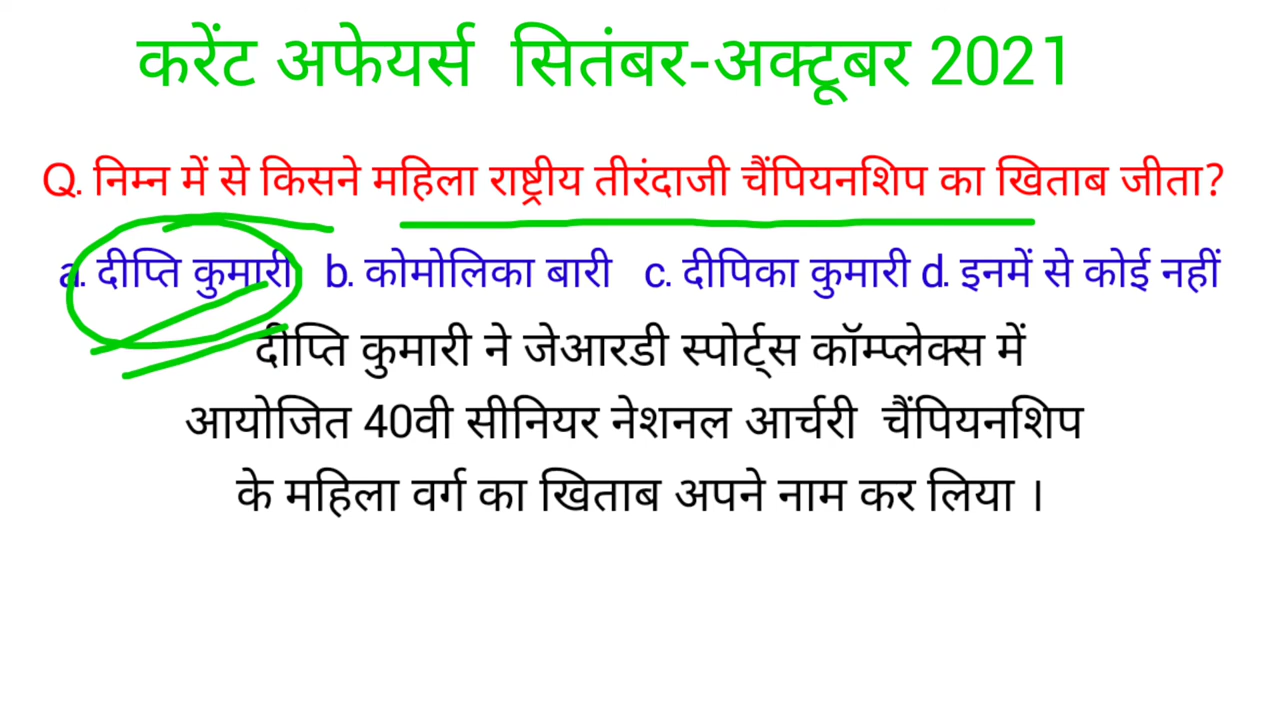 करेंट अफेयर्स सितंबर-अक्टूबर 2021
Q. निम्न में से किसने महिला राष्ट्रीय तीरंदाजी चैंपियनशिप का खिताब जीता?
a. दीप्ति कुमारी b. कोमोलिका बारी c. दीपिका कुमारी d. इनमें से कोई नहीं
दीप्ति कुमारी ने जेआरडी स्पोर्ट्स कॉम्प्लेक्स में
आयोजित 40वी सीनियर नेशनल आर्चरी चैंपियनशिप
के महिला वर्ग का खिताब अपने नाम कर लिया ।